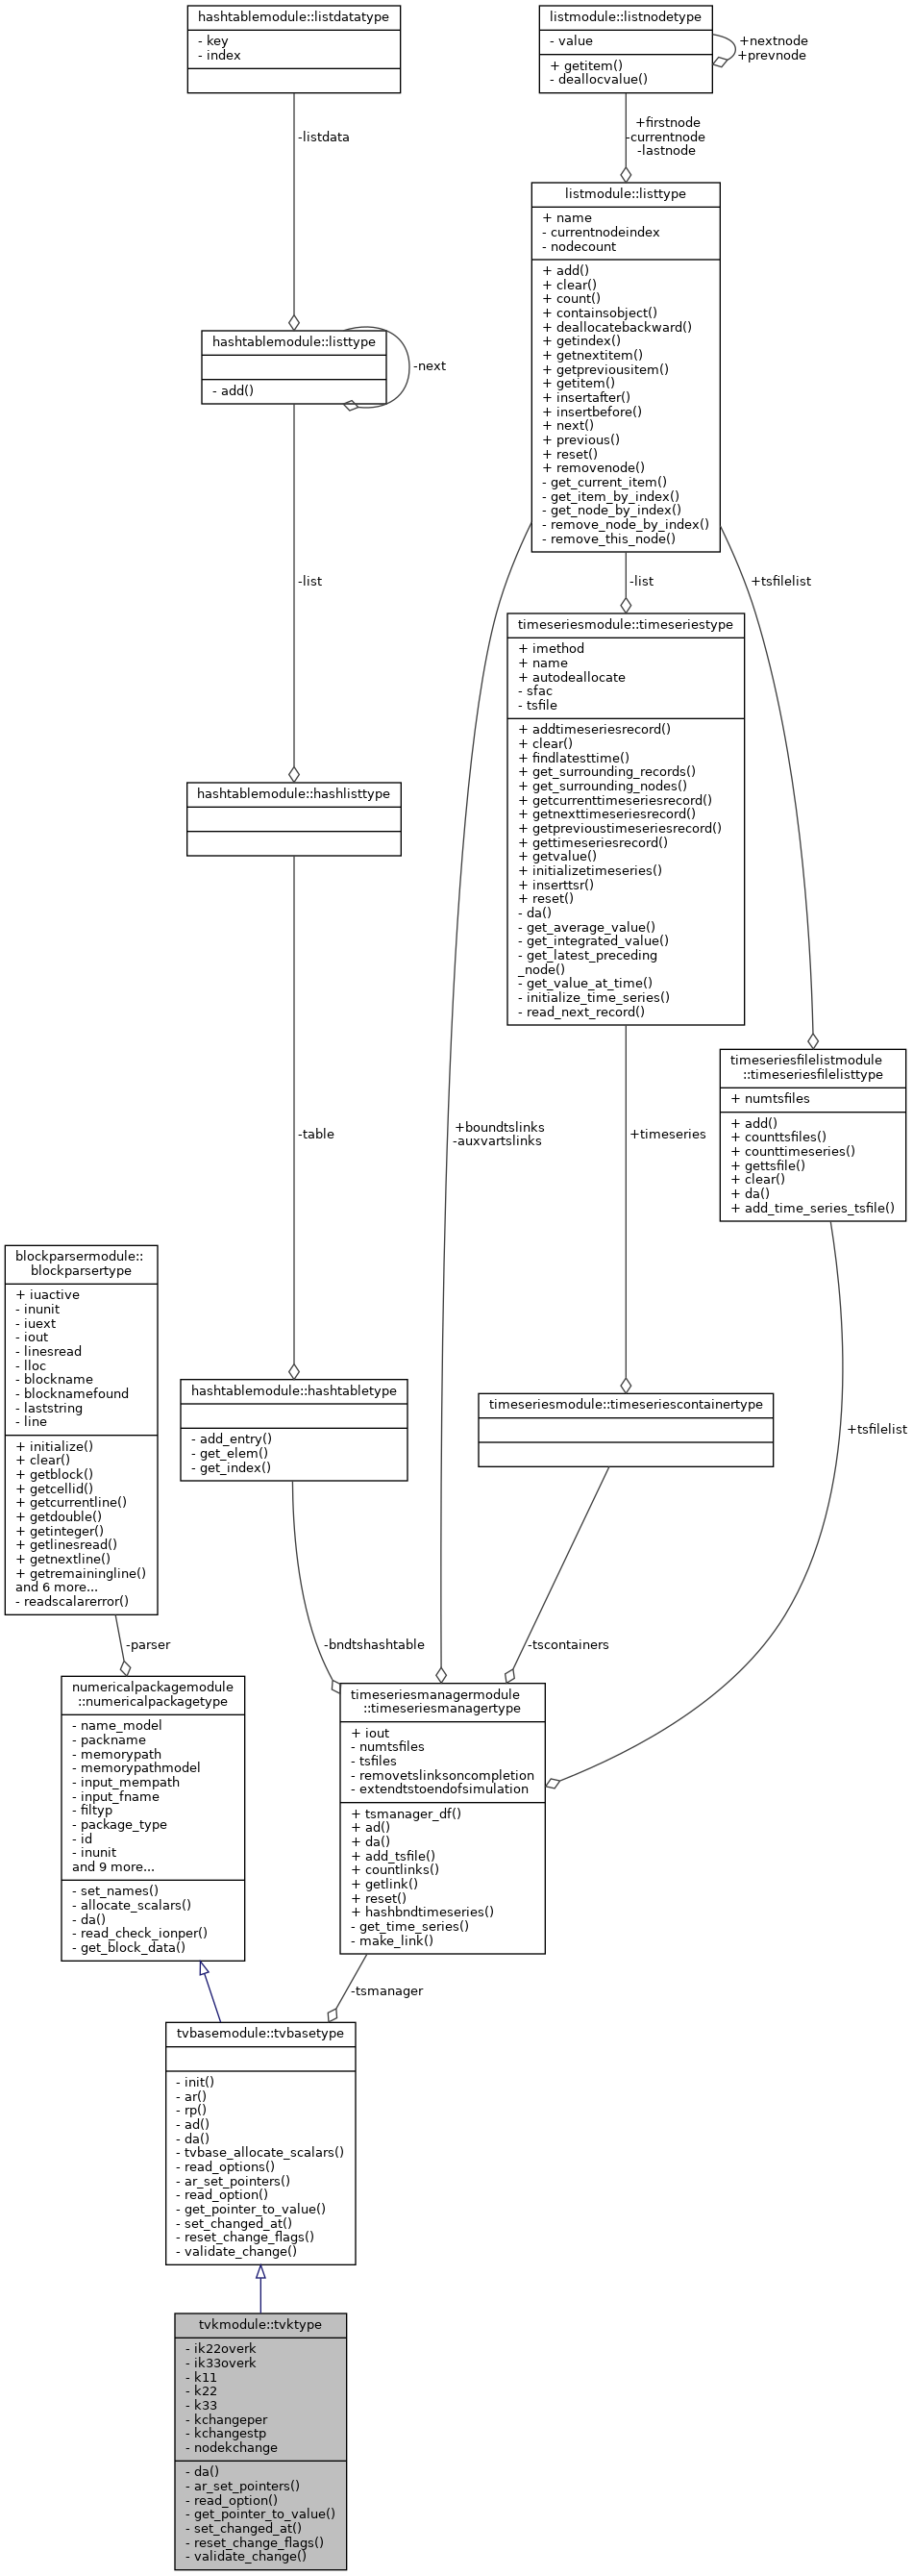 hashtablemodule::listdatatype
- key
- index
listmodule::listnodetype
- value
+ getitem()
- deallocvalue()
+nextnode
+prevnode
-listdata
+firstnode
-currentnode
-lastnode
listmodule::listtype
+ name
- currentnodeindex
- nodecount
+ add()
+ clear()
+ count()
+ containsobject()
+ deallocatebackward()
+ getindex()
+ getnextitem()
+ getpreviousitem()
+ getitem()
+ insertafter()
+ insertbefore()
+ next()
+ previous()
+ reset()
+ removenode()
- get_current_item()
- get_item_by_index()
- get_node_by_index()
- remove_node_by_index()
- remove_this_node()
hashtablemodule::listtype
- add()
-next
-list
-list
+tsfilelist
timeseriesmodule::timeseriestype
+ imethod
+ name
+ autodeallocate
- sfac
- tsfile
+ addtimeseriesrecord()
+ clear()
+ findlatesttime()
+ get_surrounding_records()
+ get_surrounding_nodes()
+ getcurrenttimeseriesrecord()
+ getnexttimeseriesrecord()
+ getprevioustimeseriesrecord()
+ gettimeseriesrecord()
+ getvalue()
+ initializetimeseries()
+ inserttsr()
+ reset()
- da()
- get_average_value()
- get_integrated_value()
- get_latest_preceding
_node()
- get_value_at_time()
- initialize_time_series()
- read_next_record()
hashtablemodule::hashlisttype
timeseriesfilelistmodule
::timeseriesfilelisttype
+ numtsfiles
+ add()
+ counttsfiles()
+ counttimeseries()
+ gettsfile()
+ clear()
+ da()
+ add_time_series_tsfile()
-table
+boundtslinks
-auxvartslinks
+timeseries
blockparsermodule::
blockparsertype
+ iuactive
- inunit
- iuext
- iout
- linesread
- lloc
- blockname
- blocknamefound
- laststring
- line
+ initialize()
+ clear()
+ getblock()
+ getcellid()
+ getcurrentline()
+ getdouble()
+ getinteger()
+ getlinesread()
+ getnextline()
+ getremainingline()
and 6 more...
- readscalarerror()
hashtablemodule::hashtabletype
- add_entry()
- get_elem()
- get_index()
timeseriesmodule::timeseriescontainertype
+tsfilelist
-parser
-bndtshashtable
-tscontainers
numericalpackagemodule
::numericalpackagetype
- name_model
- packname
- memorypath
- memorypathmodel
- input_mempath
- input_fname
- filtyp
- package_type
- id
- inunit
and 9 more...
- set_names()
- allocate_scalars()
- da()
- read_check_ionper()
- get_block_data()
timeseriesmanagermodule
::timeseriesmanagertype
+ iout
- numtsfiles
- tsfiles
- removetslinksoncompletion
- extendtstoendofsimulation
+ tsmanager_df()
+ ad()
+ da()
+ add_tsfile()
+ countlinks()
+ getlink()
+ reset()
+ hashbndtimeseries()
- get_time_series()
- make_link()
-tsmanager
tvbasemodule::tvbasetype
- init()
- ar()
- rp()
- ad()
- da()
- tvbase_allocate_scalars()
- read_options()
- ar_set_pointers()
- read_option()
- get_pointer_to_value()
- set_changed_at()
- reset_change_flags()
- validate_change()
tvkmodule::tvktype
- ik22overk
- ik33overk
- k11
- k22
- k33
- kchangeper
- kchangestp
- nodekchange
- da()
- ar_set_pointers()
- read_option()
- get_pointer_to_value()
- set_changed_at()
- reset_change_flags()
- validate_change()